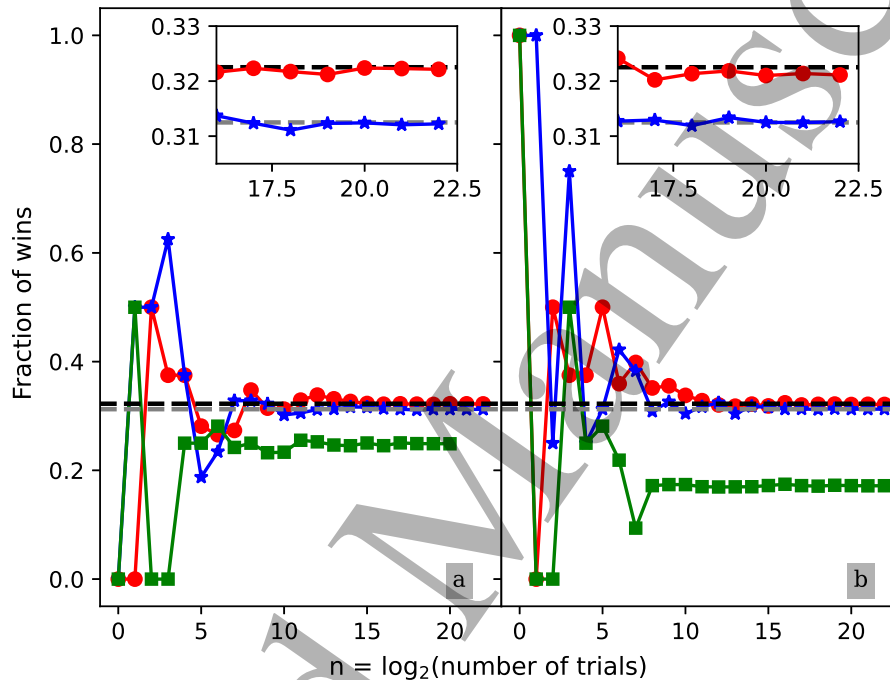 1.0
0.8
0.6
0.4
0.2
0.0
Fraction of wins
0.33
0.32
0.31
17.5 20.0 22.5
0.33
0.32
0.31
17.5 20.0 22.5
a
b
0 5 10 15 20
0 5 10 15 20
n = log₂(number of trials)
d Manusc